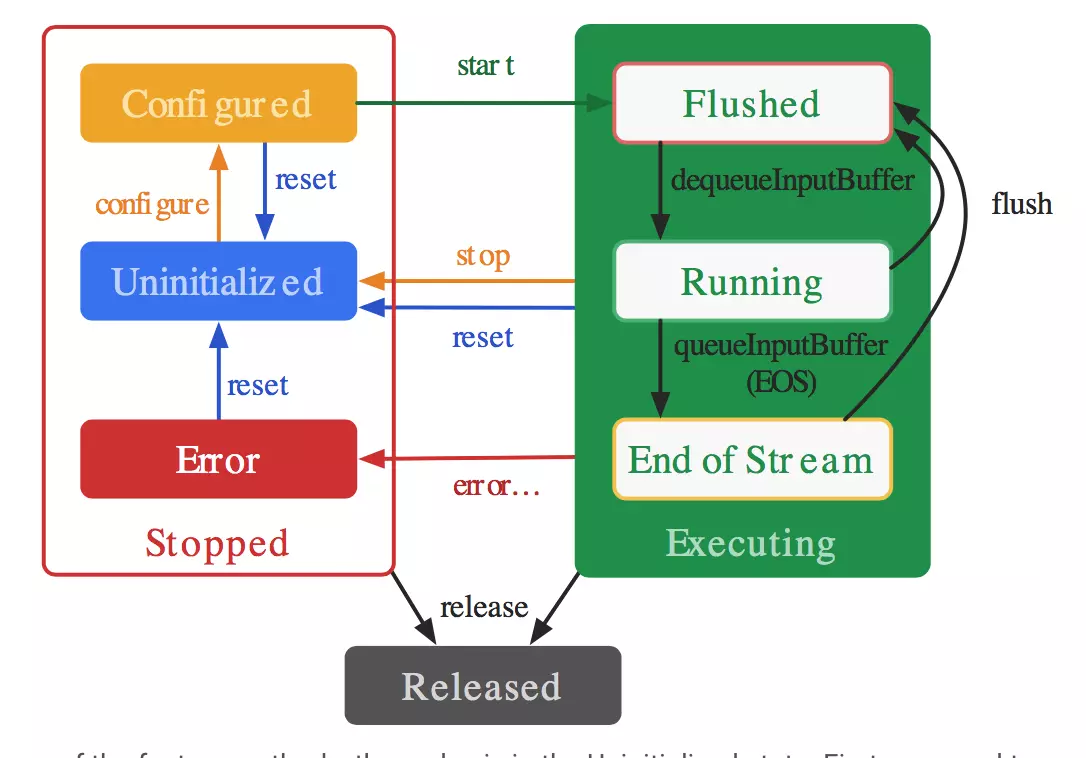 start
Configured
Flushed
reset
dequeueInputBuffer
configure
flush
stop
Uninitialized
Running
reset
queueInputBuffer
(EOS)
reset
Error
End of Stream
error...
Stopped
Executing
release
Released